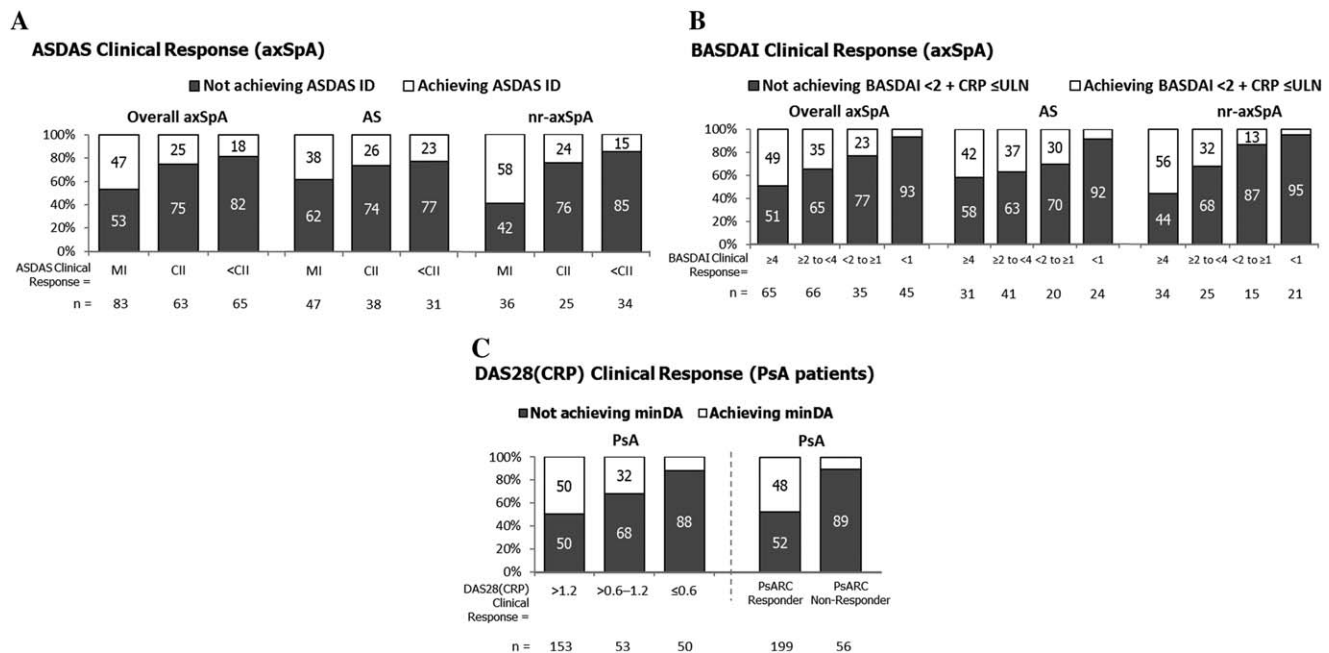 A
ASDAS Clinical Response (axSpA)
Not achieving ASDAS ID Achieving ASDAS ID
Overall axSpA AS nr-axSpA
100%
80%
60%
40%
20%
0%
47 25 18 38 26 23 58 24 15
53 75 82 62 74 77 42 76 85
ASDAS Clinical
Response =
MI CII <CII MI CII <CII MI CII <CII
n = 83 63 65 47 38 31 36 25 34
B
BASDAI Clinical Response (axSpA)
Not achieving BASDAI <2 + CRP ≤ULN Achieving BASDAI <2 + CRP ≤ULN
Overall axSpA AS nr-axSpA
100%
80%
60%
40%
20%
0%
49 35 23 42 37 30 56 32 13
51 65 77 93 58 63 70 92 44 68 87 95
BASDAI Clinical
Response=
≥4 ≥2 to <4 <2 to ≥1 <1 ≥4 ≥2 to <4 <2 to ≥1 <1 ≥4 ≥2 to <4 <2 to ≥1 <1
n = 65 66 35 45 31 41 20 24 34 25 15 21
C
DAS28(CRP) Clinical Response (PsA patients)
Not achieving minDA Achieving minDA
PsA PsA
100%
80%
60%
40%
20%
0%
50 32 48
50 68 88 52 89
DAS28(CRP)
Clinical
Response =
>1.2 >0.6–1.2 ≤0.6
PsARC
Responder
PsARC
Non-Responder
n = 153 53 50 199 56